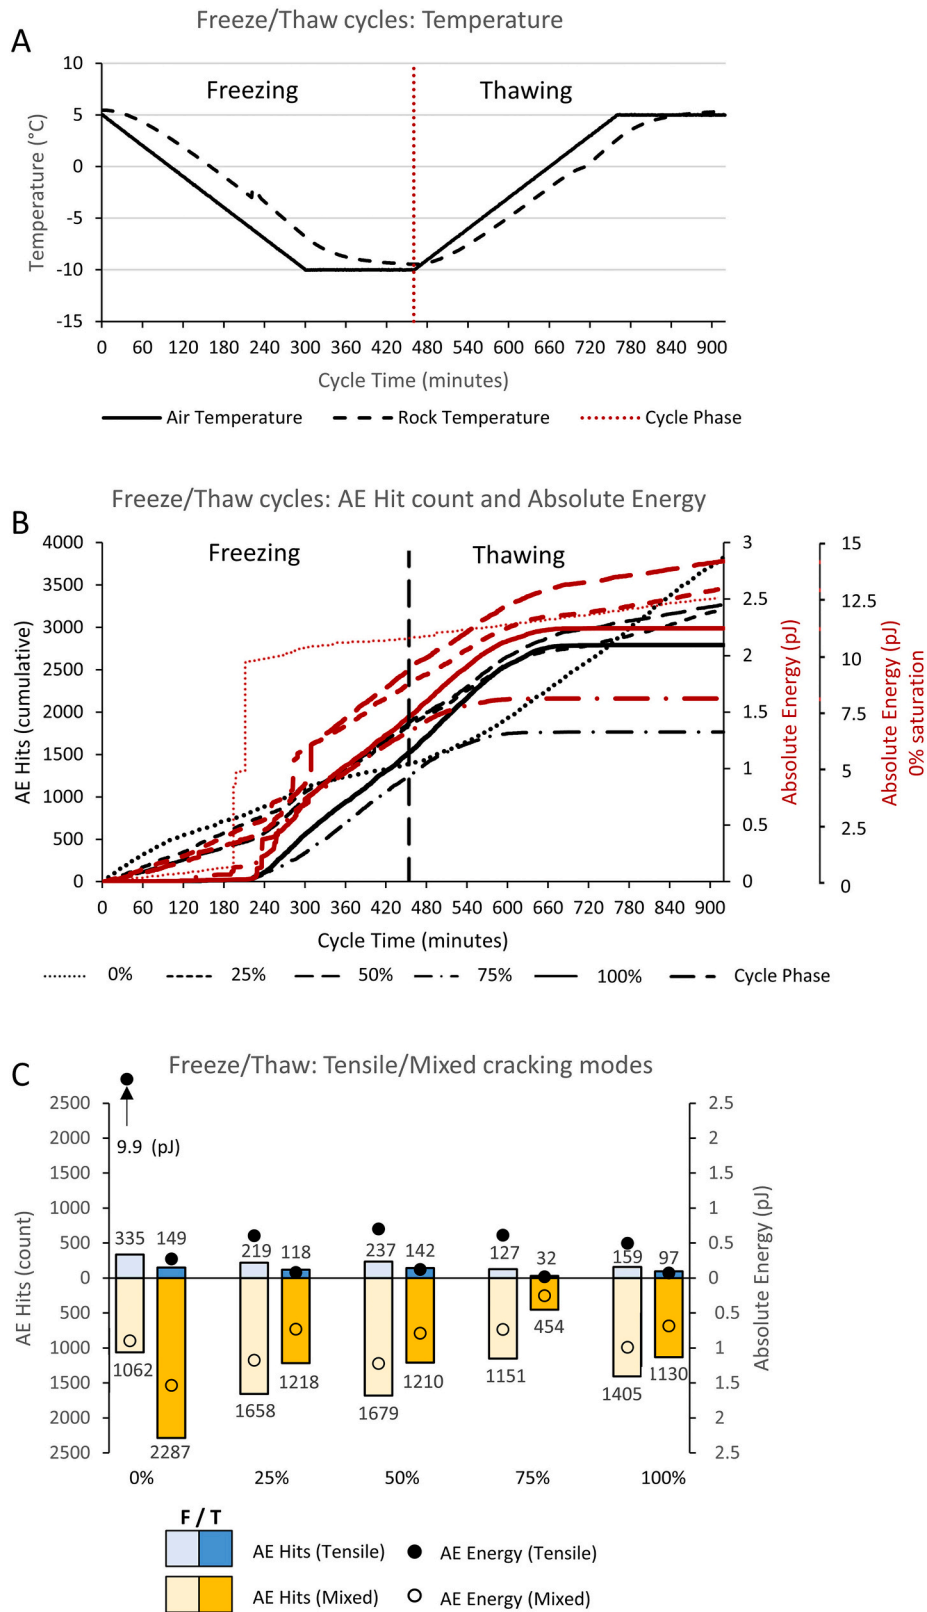 Freeze/Thaw cycles: Temperature
A
10
5
0
-5
-10
-15
Temperature (°C)
Freezing
Thawing
0 60 120 180 240 300 360 420 480 540 600 660 720 780 840 900
Cycle Time (minutes)
Air Temperature Rock Temperature Cycle Phase
Freeze/Thaw cycles: AE Hit count and Absolute Energy
B
4000
3500
3000
2500
2000
1500
1000
500
0
AE Hits (cumulative)
Freezing
Thawing
3
2.5
2
1.5
1
0.5
0
Absolute Energy (pJ)
15
12.5
10
7.5
5
2.5
0
Absolute Energy (pJ)
0% saturation
0 60 120 180 240 300 360 420 480 540 600 660 720 780 840 900
Cycle Time (minutes)
0% 25% 50% 75% 100% Cycle Phase
Freeze/Thaw: Tensile/Mixed cracking modes
C
2500
2000
1500
1000
500
0
500
1000
1500
2000
2500
AE Hits (count)
9.9 (pJ)
335 149 219 118 237 142 127 32 159 97
1062 2287 1658 1218 1679 1210 1151 454 1405 1130
2.5
2
1.5
1
0.5
0
0.5
1
1.5
2
2.5
Absolute Energy (pJ)
0% 25% 50% 75% 100%
F / T
AE Hits (Tensile) AE Energy (Tensile)
AE Hits (Mixed) AE Energy (Mixed)